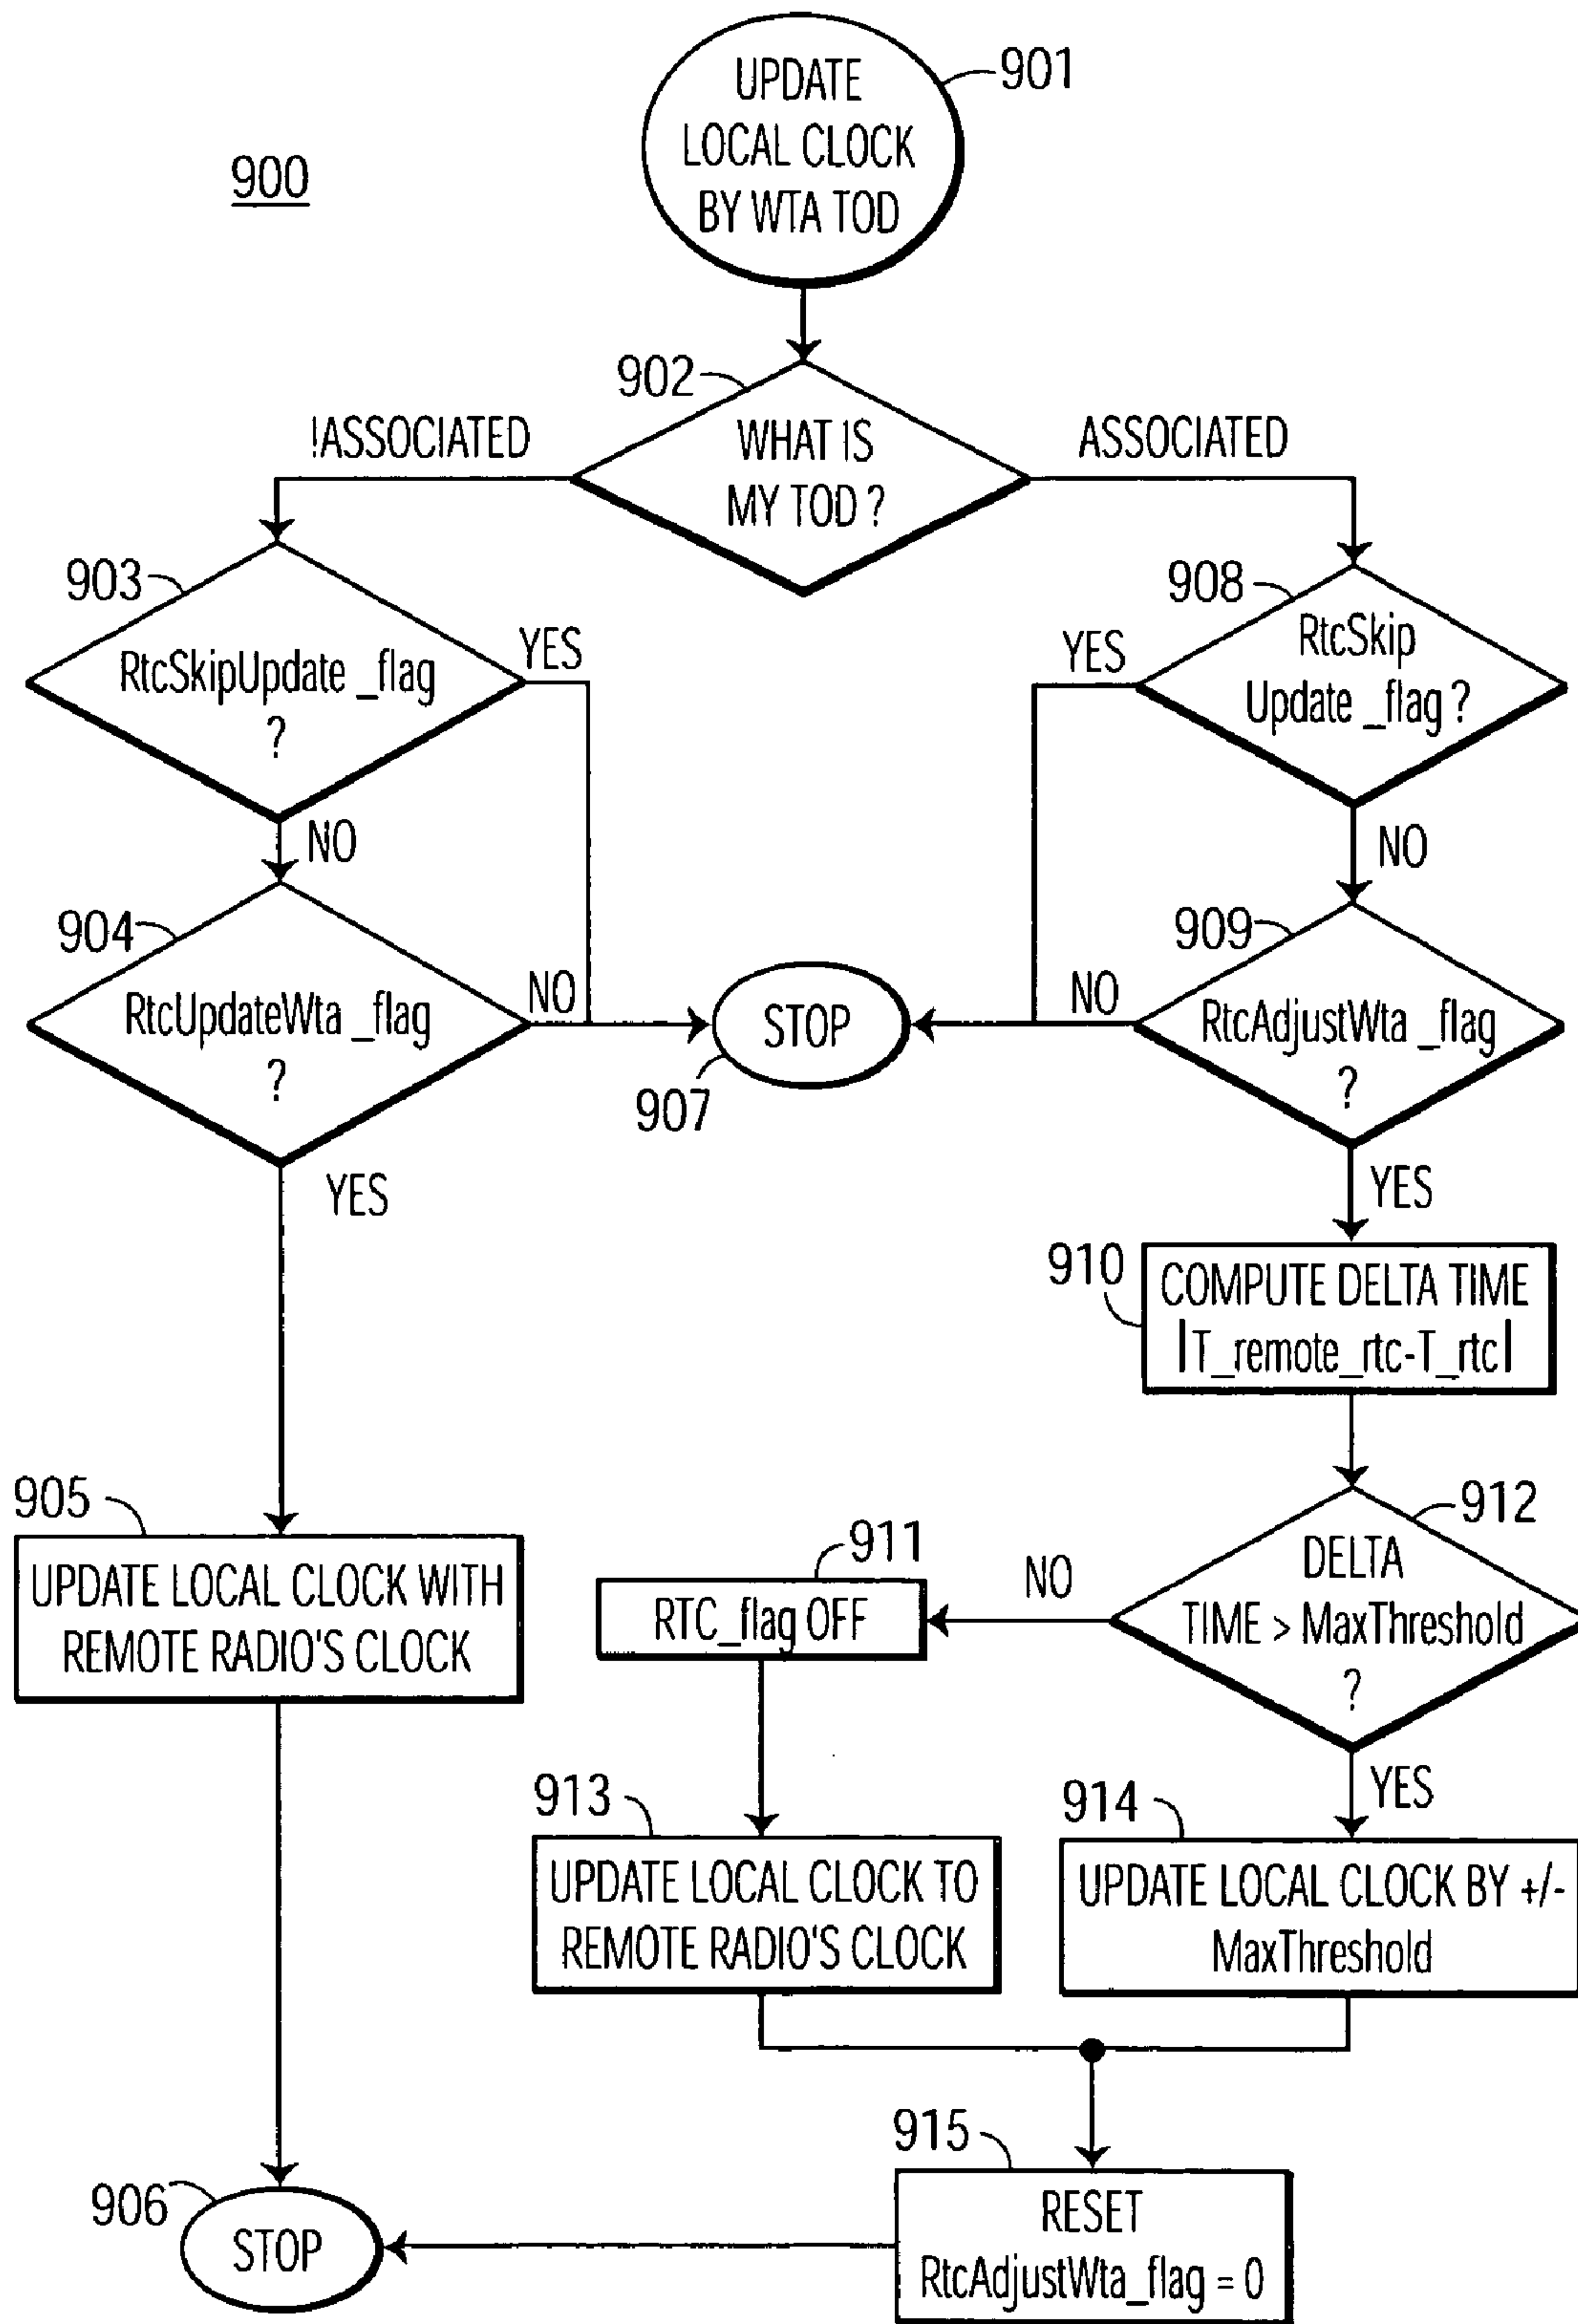 900
901
UPDATE
LOCAL CLOCK
BY WTA TOD
902
!ASSOCIATED
WHAT IS
MY TOD ?
ASSOCIATED
903
RtcSkipUpdate _flag
?
YES
NO
908
RtcSkip
Update _flag ?
YES
NO
904
RtcUpdateWta _flag
?
NO
YES
STOP
907
909
RtcAdjustWta _flag
?
NO
YES
910
COMPUTE DELTA TIME
|T_remote_rtc-T_rtc|
905
UPDATE LOCAL CLOCK WITH
REMOTE RADIO'S CLOCK
911
RTC_flag OFF
NO
912
DELTA
TIME > MaxThreshold
?
YES
913
UPDATE LOCAL CLOCK TO
REMOTE RADIO'S CLOCK
914
UPDATE LOCAL CLOCK BY +/-
MaxThreshold
915
RESET
RtcAdjustWta_flag = 0
906
STOP